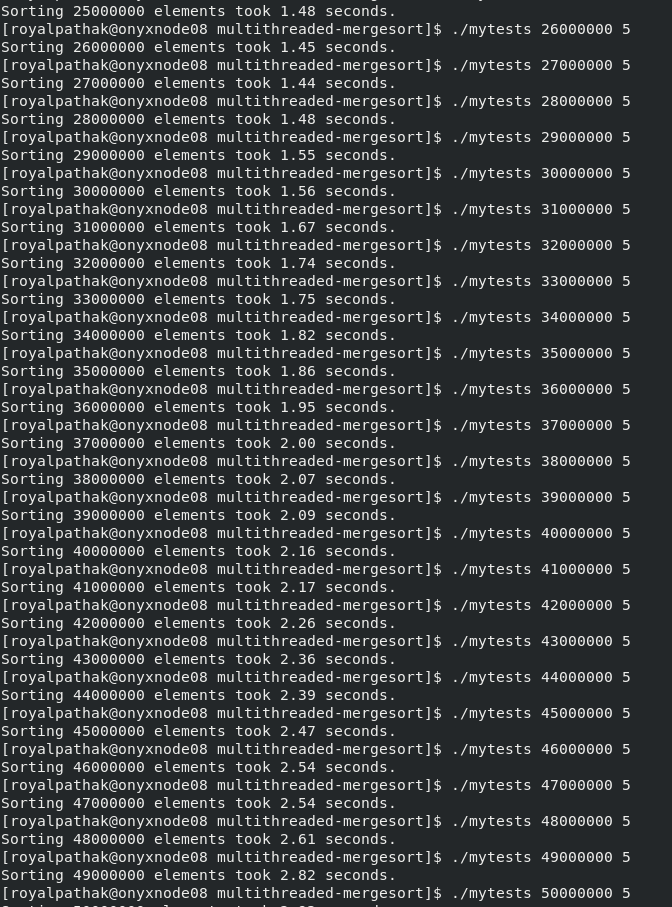 Sorting 25000000 elements took 1.48 seconds.
[royalpathak@onyxnode08 multithreaded-mergesort]$ ./mytests 26000000 5
Sorting 26000000 elements took 1.45 seconds.
[royalpathak@onyxnode08 multithreaded-mergesort]$ ./mytests 27000000 5
Sorting 27000000 elements took 1.44 seconds.
[royalpathak@onyxnode08 multithreaded-mergesort]$ ./mytests 28000000 5
Sorting 28000000 elements took 1.48 seconds.
[royalpathak@onyxnode08 multithreaded-mergesort]$ ./mytests 29000000 5
Sorting 29000000 elements took 1.55 seconds.
[royalpathak@onyxnode08 multithreaded-mergesort]$ ./mytests 30000000 5
Sorting 30000000 elements took 1.56 seconds.
[royalpathak@onyxnode08 multithreaded-mergesort]$ ./mytests 31000000 5
Sorting 31000000 elements took 1.67 seconds.
[royalpathak@onyxnode08 multithreaded-mergesort]$ ./mytests 32000000 5
Sorting 32000000 elements took 1.74 seconds.
[royalpathak@onyxnode08 multithreaded-mergesort]$ ./mytests 33000000 5
Sorting 33000000 elements took 1.75 seconds.
[royalpathak@onyxnode08 multithreaded-mergesort]$ ./mytests 34000000 5
Sorting 34000000 elements took 1.82 seconds.
[royalpathak@onyxnode08 multithreaded-mergesort]$ ./mytests 35000000 5
Sorting 35000000 elements took 1.86 seconds.
[royalpathak@onyxnode08 multithreaded-mergesort]$ ./mytests 36000000 5
Sorting 36000000 elements took 1.95 seconds.
[royalpathak@onyxnode08 multithreaded-mergesort]$ ./mytests 37000000 5
Sorting 37000000 elements took 2.00 seconds.
[royalpathak@onyxnode08 multithreaded-mergesort]$ ./mytests 38000000 5
Sorting 38000000 elements took 2.07 seconds.
[royalpathak@onyxnode08 multithreaded-mergesort]$ ./mytests 39000000 5
Sorting 39000000 elements took 2.09 seconds.
[royalpathak@onyxnode08 multithreaded-mergesort]$ ./mytests 40000000 5
Sorting 40000000 elements took 2.16 seconds.
[royalpathak@onyxnode08 multithreaded-mergesort]$ ./mytests 41000000 5
Sorting 41000000 elements took 2.17 seconds.
[royalpathak@onyxnode08 multithreaded-mergesort]$ ./mytests 42000000 5
Sorting 42000000 elements took 2.26 seconds.
[royalpathak@onyxnode08 multithreaded-mergesort]$ ./mytests 43000000 5
Sorting 43000000 elements took 2.36 seconds.
[royalpathak@onyxnode08 multithreaded-mergesort]$ ./mytests 44000000 5
Sorting 44000000 elements took 2.39 seconds.
[royalpathak@onyxnode08 multithreaded-mergesort]$ ./mytests 45000000 5
Sorting 45000000 elements took 2.47 seconds.
[royalpathak@onyxnode08 multithreaded-mergesort]$ ./mytests 46000000 5
Sorting 46000000 elements took 2.54 seconds.
[royalpathak@onyxnode08 multithreaded-mergesort]$ ./mytests 47000000 5
Sorting 47000000 elements took 2.54 seconds.
[royalpathak@onyxnode08 multithreaded-mergesort]$ ./mytests 48000000 5
Sorting 48000000 elements took 2.61 seconds.
[royalpathak@onyxnode08 multithreaded-mergesort]$ ./mytests 49000000 5
Sorting 49000000 elements took 2.82 seconds.
[royalpathak@onyxnode08 multithreaded-mergesort]$ ./mytests 50000000 5